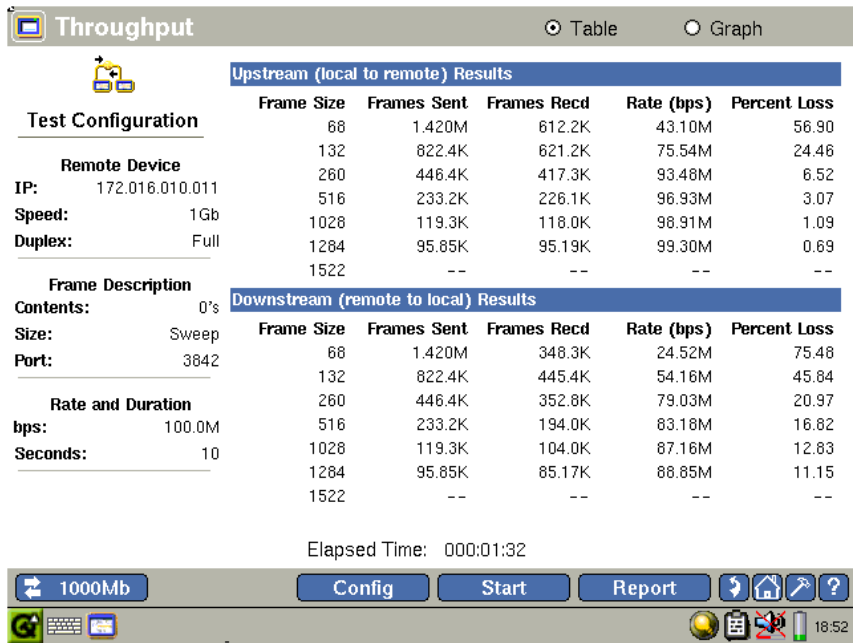 Throughput
Table
Graph
Test Configuration
Remote Device
IP: 172.016.010.011
Speed: 1Gb
Duplex: Full
Frame Description
Contents: 0's
Size: Sweep
Port: 3842
Rate and Duration
bps: 100.0M
Seconds: 10
Upstream (local to remote) Results
Frame Size Frames Sent Frames Recd Rate (bps) Percent Loss
68 1.420M 612.2K 43.10M 56.90
132 822.4K 621.2K 75.54M 24.46
260 446.4K 417.3K 93.48M 6.52
516 233.2K 226.1K 96.93M 3.07
1028 119.3K 118.0K 98.91M 1.09
1284 95.85K 95.19K 99.30M 0.69
1522 -- -- -- --
Downstream (remote to local) Results
Frame Size Frames Sent Frames Recd Rate (bps) Percent Loss
68 1.420M 348.3K 24.52M 75.48
132 822.4K 445.4K 54.16M 45.84
260 446.4K 352.8K 79.03M 20.97
516 233.2K 194.0K 83.18M 16.82
1028 119.3K 104.0K 87.16M 12.83
1284 95.85K 85.17K 88.85M 11.15
1522 -- -- -- --
Elapsed Time: 000:01:32
1000Mb
Config
Start
Report
?
18:52